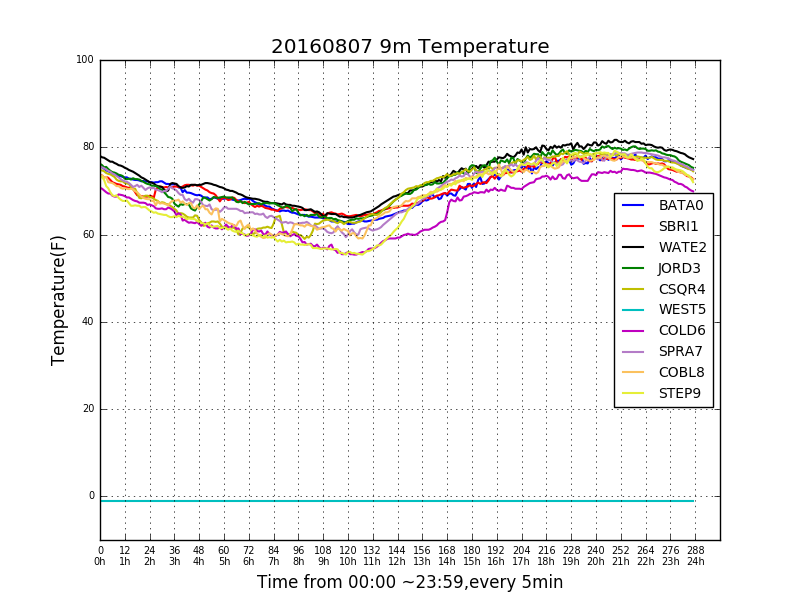 20160807 9m Temperature
100
80
60
40
20
0
Temperature(F)
BATA0
SBRI1
WATE2
JORD3
CSQR4
WEST5
COLD6
SPRA7
COBL8
STEP9
0 12 24 36 48 60 72 84 96 108 120 132 144 156 168 180 192 204 216 228 240 252 264 276 288
0h 1h 2h 3h 4h 5h 6h 7h 8h 9h 10h 11h 12h 13h 14h 15h 16h 17h 18h 19h 20h 21h 22h 23h 24h
Time from 00:00 ~23:59,every 5min